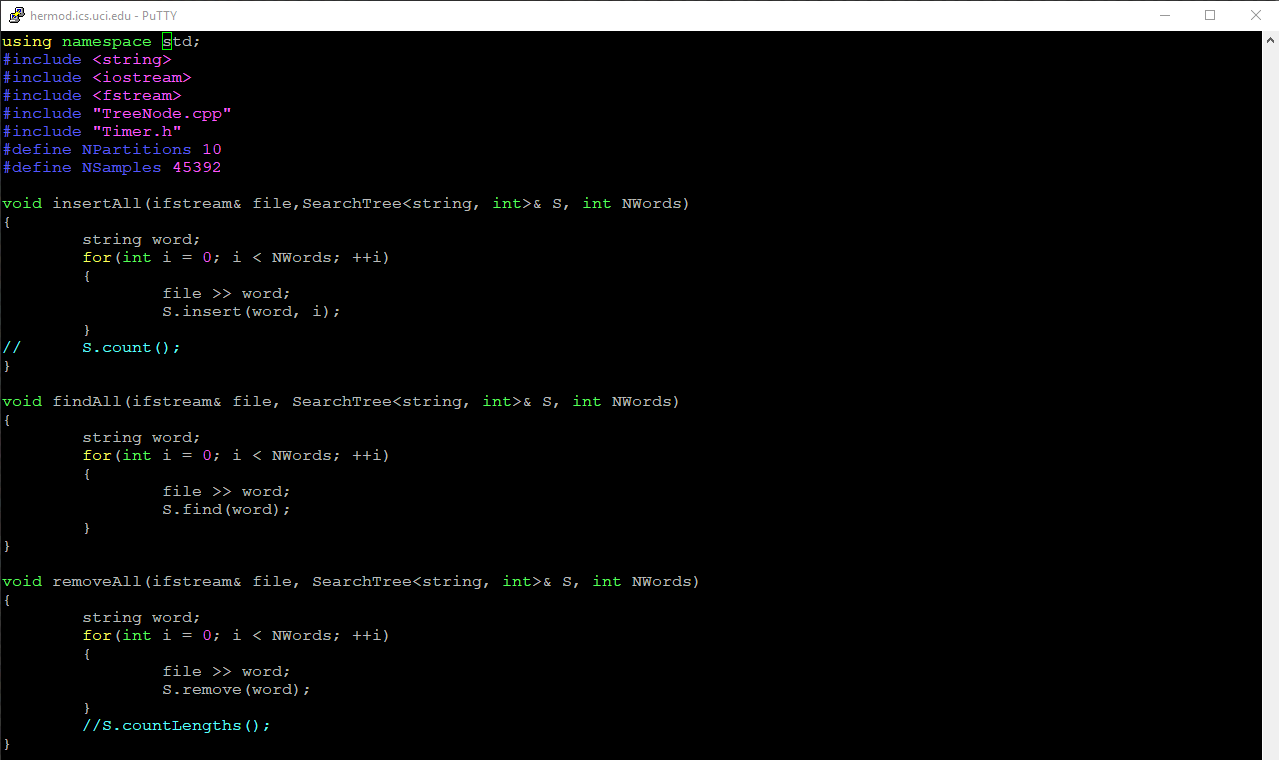 hermod.ics.uci.edu - PuTTY
using namespace std;
#include <string>
#include <iostream>
#include <fstream>
#include "TreeNode.cpp"
#include "Timer.h"
#define NPartitions 10
#define NSamples 45392

void insertAll(ifstream& file,SearchTree<string, int>& S, int NWords)
{
        string word;
        for(int i = 0; i < NWords; ++i)
        {
                file >> word;
                S.insert(word, i);
        }
//      S.count();
}

void findAll(ifstream& file, SearchTree<string, int>& S, int NWords)
{
        string word;
        for(int i = 0; i < NWords; ++i)
        {
                file >> word;
                S.find(word);
        }
}

void removeAll(ifstream& file, SearchTree<string, int>& S, int NWords)
{
        string word;
        for(int i = 0; i < NWords; ++i)
        {
                file >> word;
                S.remove(word);
        }
        //S.countLengths();
}